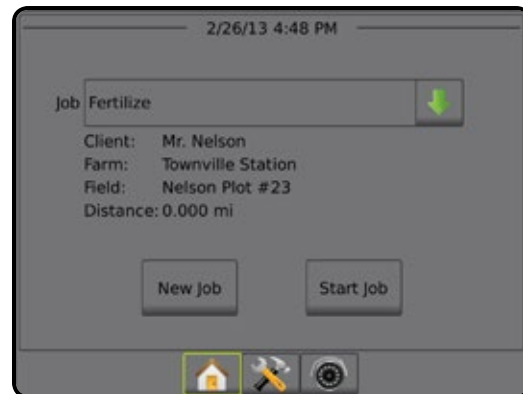 2/26/13 4:48 PM
Job Fertilize
Client: Mr. Nelson
Farm: Townville Station
Field: Nelson Plot #23
Distance: 0.000 mi
New Job Start Job